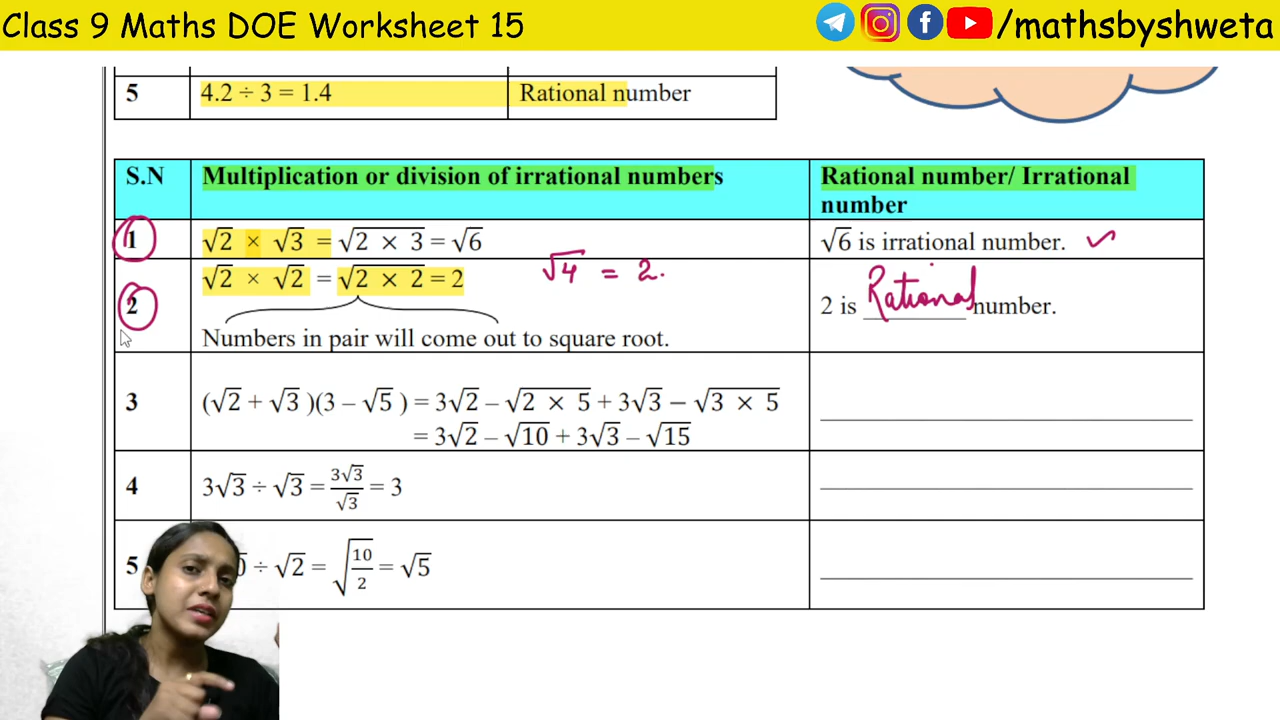 Class 9 Maths DOE Worksheet 15
/mathsbyshweta
5 4.2 ÷ 3 = 1.4 Rational number
S.N Multiplication or division of irrational numbers Rational number/ Irrational
number
1 √2 × √3 = √(2 × 3) = √6 √6 is irrational number.
2 √2 × √2 = √(2 × 2) = 2 √4 = 2.
2 is Rational number.
Numbers in pair will come out to square root.
3 (√2 + √3 )(3 – √5 ) = 3√2 – √(2 × 5) + 3√3 – √(3 × 5)
= 3√2 – √10 + 3√3 – √15
4 3√3 ÷ √3 = 3√3/√3 = 3
5 ÷ √2 = √(10/2) = √5